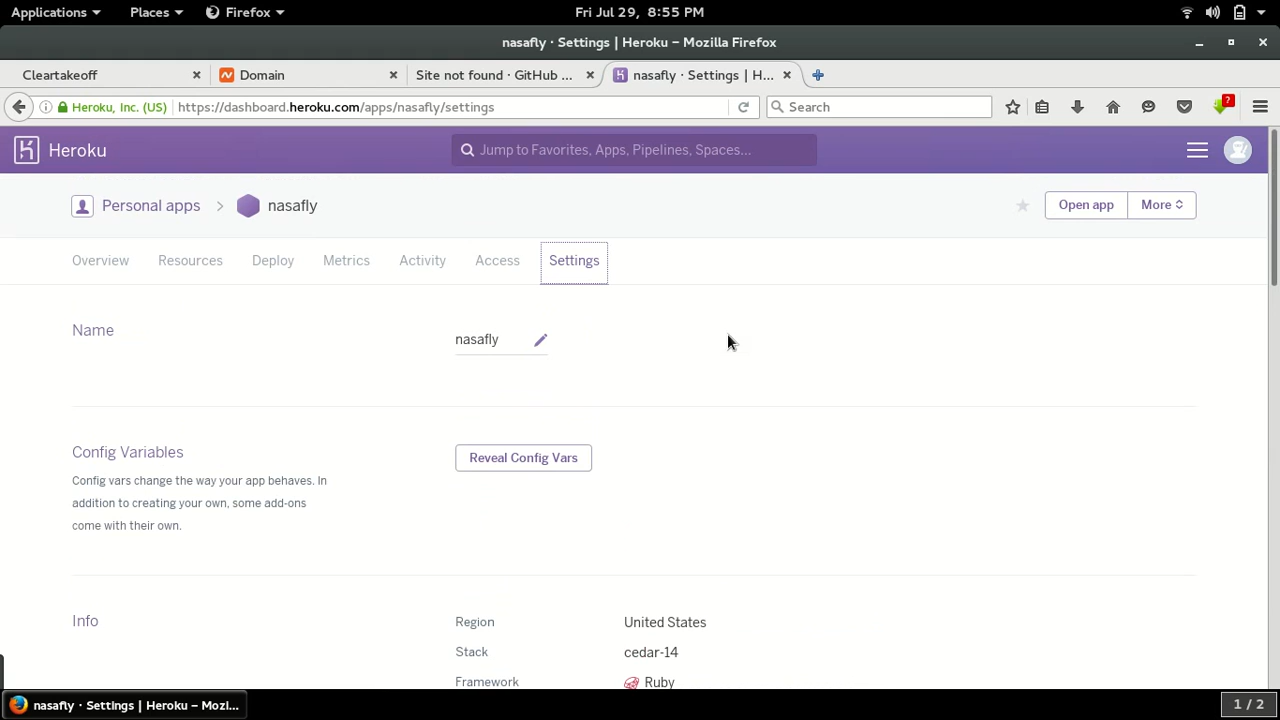 Applications Places Firefox Fri Jul 29, 8:55 PM
nasafly · Settings | Heroku – Mozilla Firefox
Cleartakeoff Domain Site not found · GitHub ... nasafly · Settings | H...
Heroku, Inc. (US) https://dashboard.heroku.com/apps/nasafly/settings Search ?
Heroku Jump to Favorites, Apps, Pipelines, Spaces...
Personal apps > nasafly Open app More
Overview Resources Deploy Metrics Activity Access Settings
Name nasafly
Config Variables Reveal Config Vars
Config vars change the way your app behaves. In
addition to creating your own, some add-ons
come with their own.
Info Region United States
Stack cedar-14
Framework Ruby
nasafly · Settings | Heroku – Mozil... 1 / 2